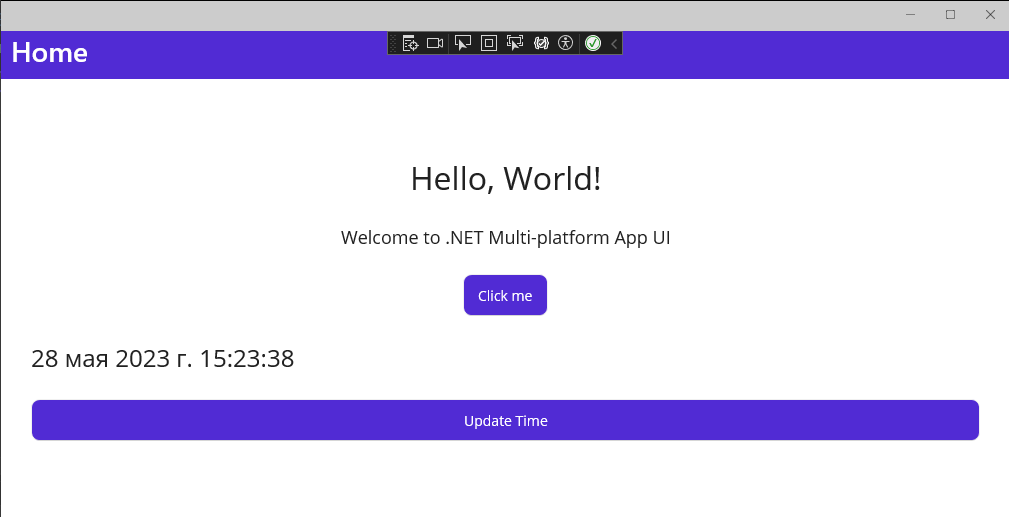 Home
Hello, World!
Welcome to .NET Multi-platform App UI
Click me
28 мая 2023 г. 15:23:38
Update Time